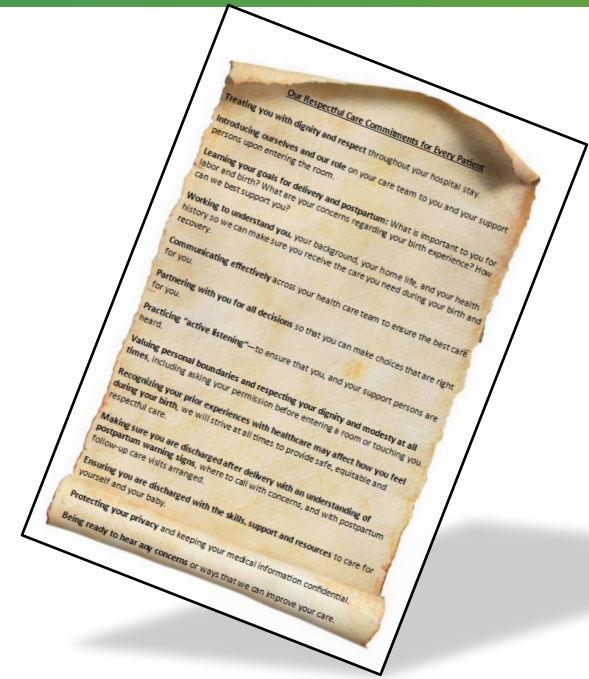 Our Respectful Care Commitments for Every Patient
Treating you with dignity and respect throughout your hospital stay.
Introducing ourselves and our role on your care team to you and your support
persons upon entering the room.
Learning your goals for delivery and postpartum: What is important to you for
labor and birth? What are your concerns regarding your birth experience? How
can we best support you?
Working to understand you, your background, your home life, and your health
history so we can make sure you receive the care you need during your birth and
recovery.
Communicating effectively across your health care team to ensure the best care
for you.
Partnering with you for all decisions so that you can make choices that are right
for you.
Practicing “active listening”—to ensure that you, and your support persons are
heard.
Valuing personal boundaries and respecting your dignity and modesty at all
times, including asking your permission before entering a room or touching you.
Recognizing your prior experiences with healthcare may affect how you feel
during your birth, we will strive at all times to provide safe, equitable and
respectful care.
Making sure you are discharged after delivery with an understanding of
postpartum warning signs, where to call with concerns, and with postpartum
follow-up care visits arranged.
Ensuring you are discharged with the skills, support and resources to care for
yourself and your baby.
Protecting your privacy and keeping your medical information confidential.
Being ready to hear any concerns or ways that we can improve your care.